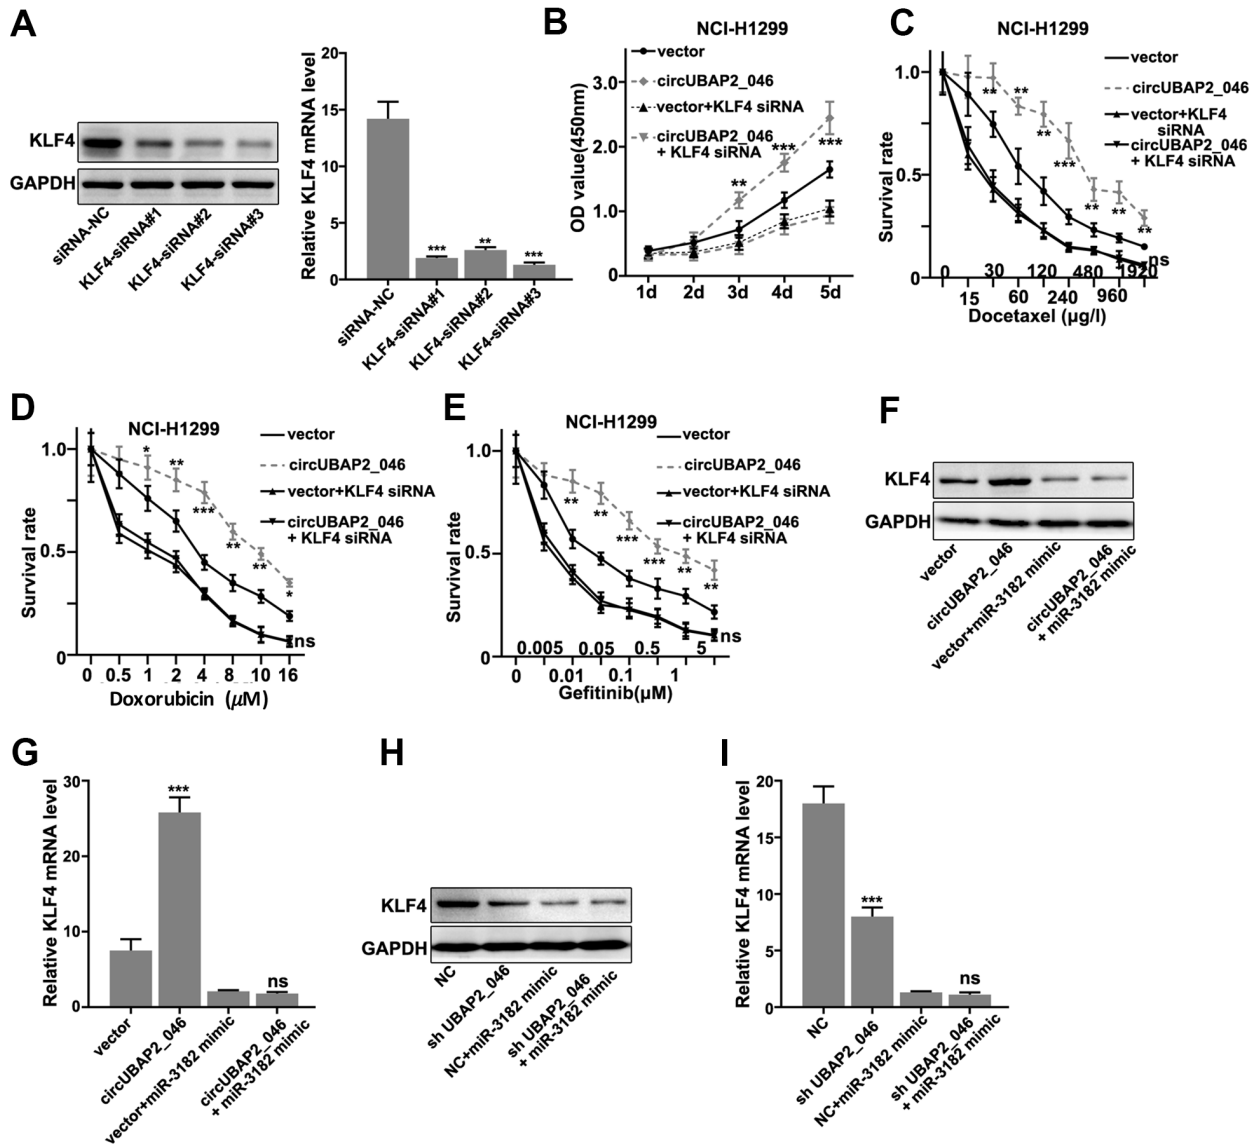 A
KLF4
GAPDH
siRNA-NC
KLF4-siRNA#1
KLF4-siRNA#2
KLF4-siRNA#3
Relative KLF4 mRNA level
20
15
10
5
0
***
**
***
siRNA-NC
KLF4-siRNA#1
KLF4-siRNA#2
KLF4-siRNA#3
B
NCI-H1299
vector
circUBAP2_046
vector+KLF4 siRNA
circUBAP2_046
+ KLF4 siRNA
OD value(450nm)
3.0
2.0
1.0
0
**
***
***
1d 2d 3d 4d 5d
C
NCI-H1299
vector
circUBAP2_046
vector+KLF4
siRNA
circUBAP2_046
+ KLF4 siRNA
Survival rate
1.0
0.5
0
** ** ** *** ** ** **
ns
0 30 120 480 1920
15 60 240 960
Docetaxel (µg/l)
D
NCI-H1299
vector
circUBAP2_046
vector+KLF4 siRNA
circUBAP2_046
+ KLF4 siRNA
Survival rate
1.0
0.5
0
* ** *** ** ** *
ns
0 0.5 1 2 4 8 10 16
Doxorubicin (µM)
E
NCI-H1299
vector
circUBAP2_046
vector+KLF4 siRNA
circUBAP2_046
+ KLF4 siRNA
Survival rate
1.0
0.5
0
** ** *** *** ** **
ns
0.005 0.05 0.5 5
0 0.01 0.1 1
Gefitinib(µM)
F
KLF4
GAPDH
vector
circUBAP2_046
vector+miR-3182 mimic
circUBAP2_046
+ miR-3182 mimic
G
Relative KLF4 mRNA level
30
20
10
0
***
ns
vector
circUBAP2_046
vector+miR-3182 mimic
circUBAP2_046
+ miR-3182 mimic
H
KLF4
GAPDH
NC
sh UBAP2_046
NC+miR-3182 mimic
sh UBAP2_046
+ miR-3182 mimic
I
Relative KLF4 mRNA level
20
15
10
5
0
***
ns
NC
sh UBAP2_046
NC+miR-3182 mimic
sh UBAP2_046
+ miR-3182 mimic